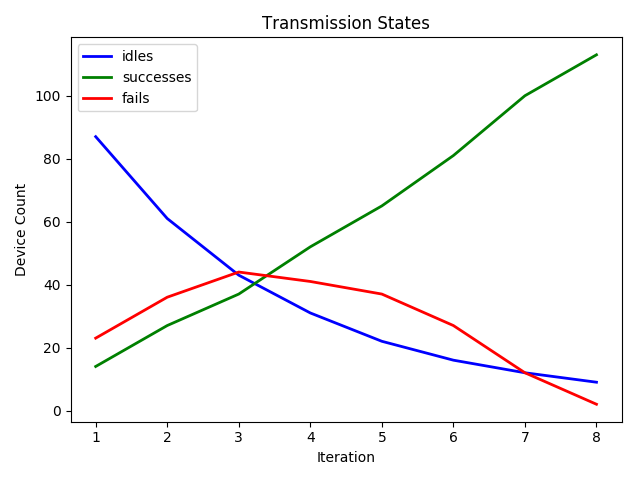 Transmission States
idles
successes
fails
Device Count
100
80
60
40
20
0
1 2 3 4 5 6 7 8
Iteration